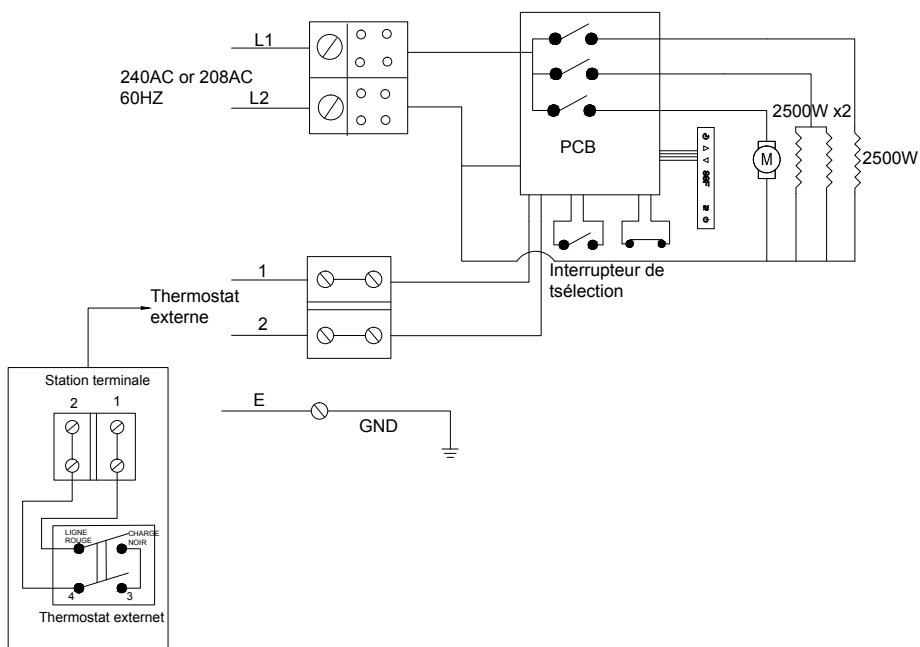 L1
240AC or 208AC
60HZ
L2
PCB
2500W x2
M
2500W
Interrupteur de
tsélection
1
Thermostat
externe
2
Station terminale
2 1
E
GND
LIGNE
ROUGE
CHARGE
NOIR
4 3
Thermostat externet